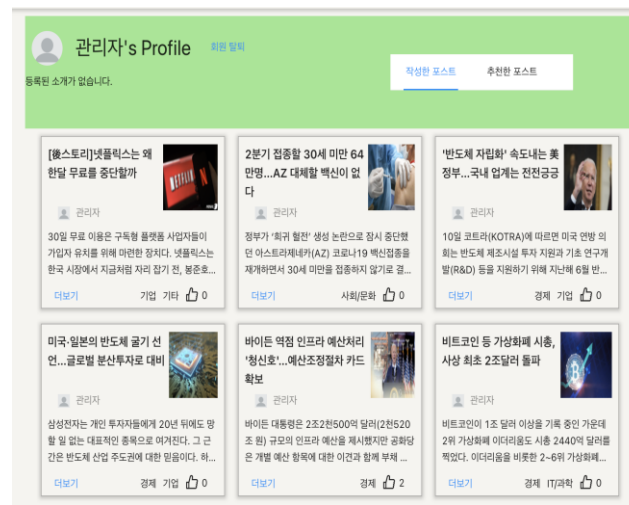 관리자's Profile 회원 탈퇴
등록된 소개가 없습니다.
작성한 포스트 추천한 포스트
[後스토리]넷플릭스는 왜
한달 무료를 중단할까
NETFLIX
관리자
30일 무료 이용은 구독형 플랫폼 사업자들이
가입자 유치를 위해 마련한 장치다. 넷플릭스는
한국 시장에서 지금처럼 자리 잡기 전, 봉준호...
더보기 기업 기타 0
2분기 접종할 30세 미만 64
만명...AZ 대체할 백신이 없
다
관리자
정부가 '희귀 혈전' 생성 논란으로 잠시 중단했
던 아스트라제네카(AZ) 코로나19 백신접종을
재개하면서 30세 미만을 접종하지 않기로 결...
더보기 사회/문화 0
'반도체 자립화' 속도내는 美
정부...국내 업계는 전전긍긍
관리자
10일 코트라(KOTRA)에 따르면 미국 연방 의
회는 반도체 제조시설 투자 지원과 기초 연구개
발(R&D) 등을 지원하기 위해 지난해 6월 반...
더보기 경제 기업 0
미국·일본의 반도체 굴기 선
언...글로벌 분산투자로 대비
관리자
삼성전자는 개인 투자자들에게 20년 뒤에도 망
할 일 없는 대표적인 종목으로 여겨진다. 그 근
간은 반도체 산업 주도권에 대한 믿음이다. 하...
더보기 경제 기업 0
바이든 역점 인프라 예산처리
'청신호'...예산조정절차 카드
확보
관리자
바이든 대통령은 2조2천500억 달러(2천520
조 원) 규모의 인프라 예산을 제시했지만 공화당
은 개별 예산 항목에 대한 이견과 함께 부채 ...
더보기 경제 2
비트코인 등 가상화폐 시총,
사상 최초 2조달러 돌파
관리자
비트코인이 1조 달러 이상을 기록 중인 가운데
2위 가상화폐 이더리움도 시총 2440억 달러를
찍었다. 이더리움을 비롯한 2~6위 가상화폐...
더보기 경제 IT/과학 0